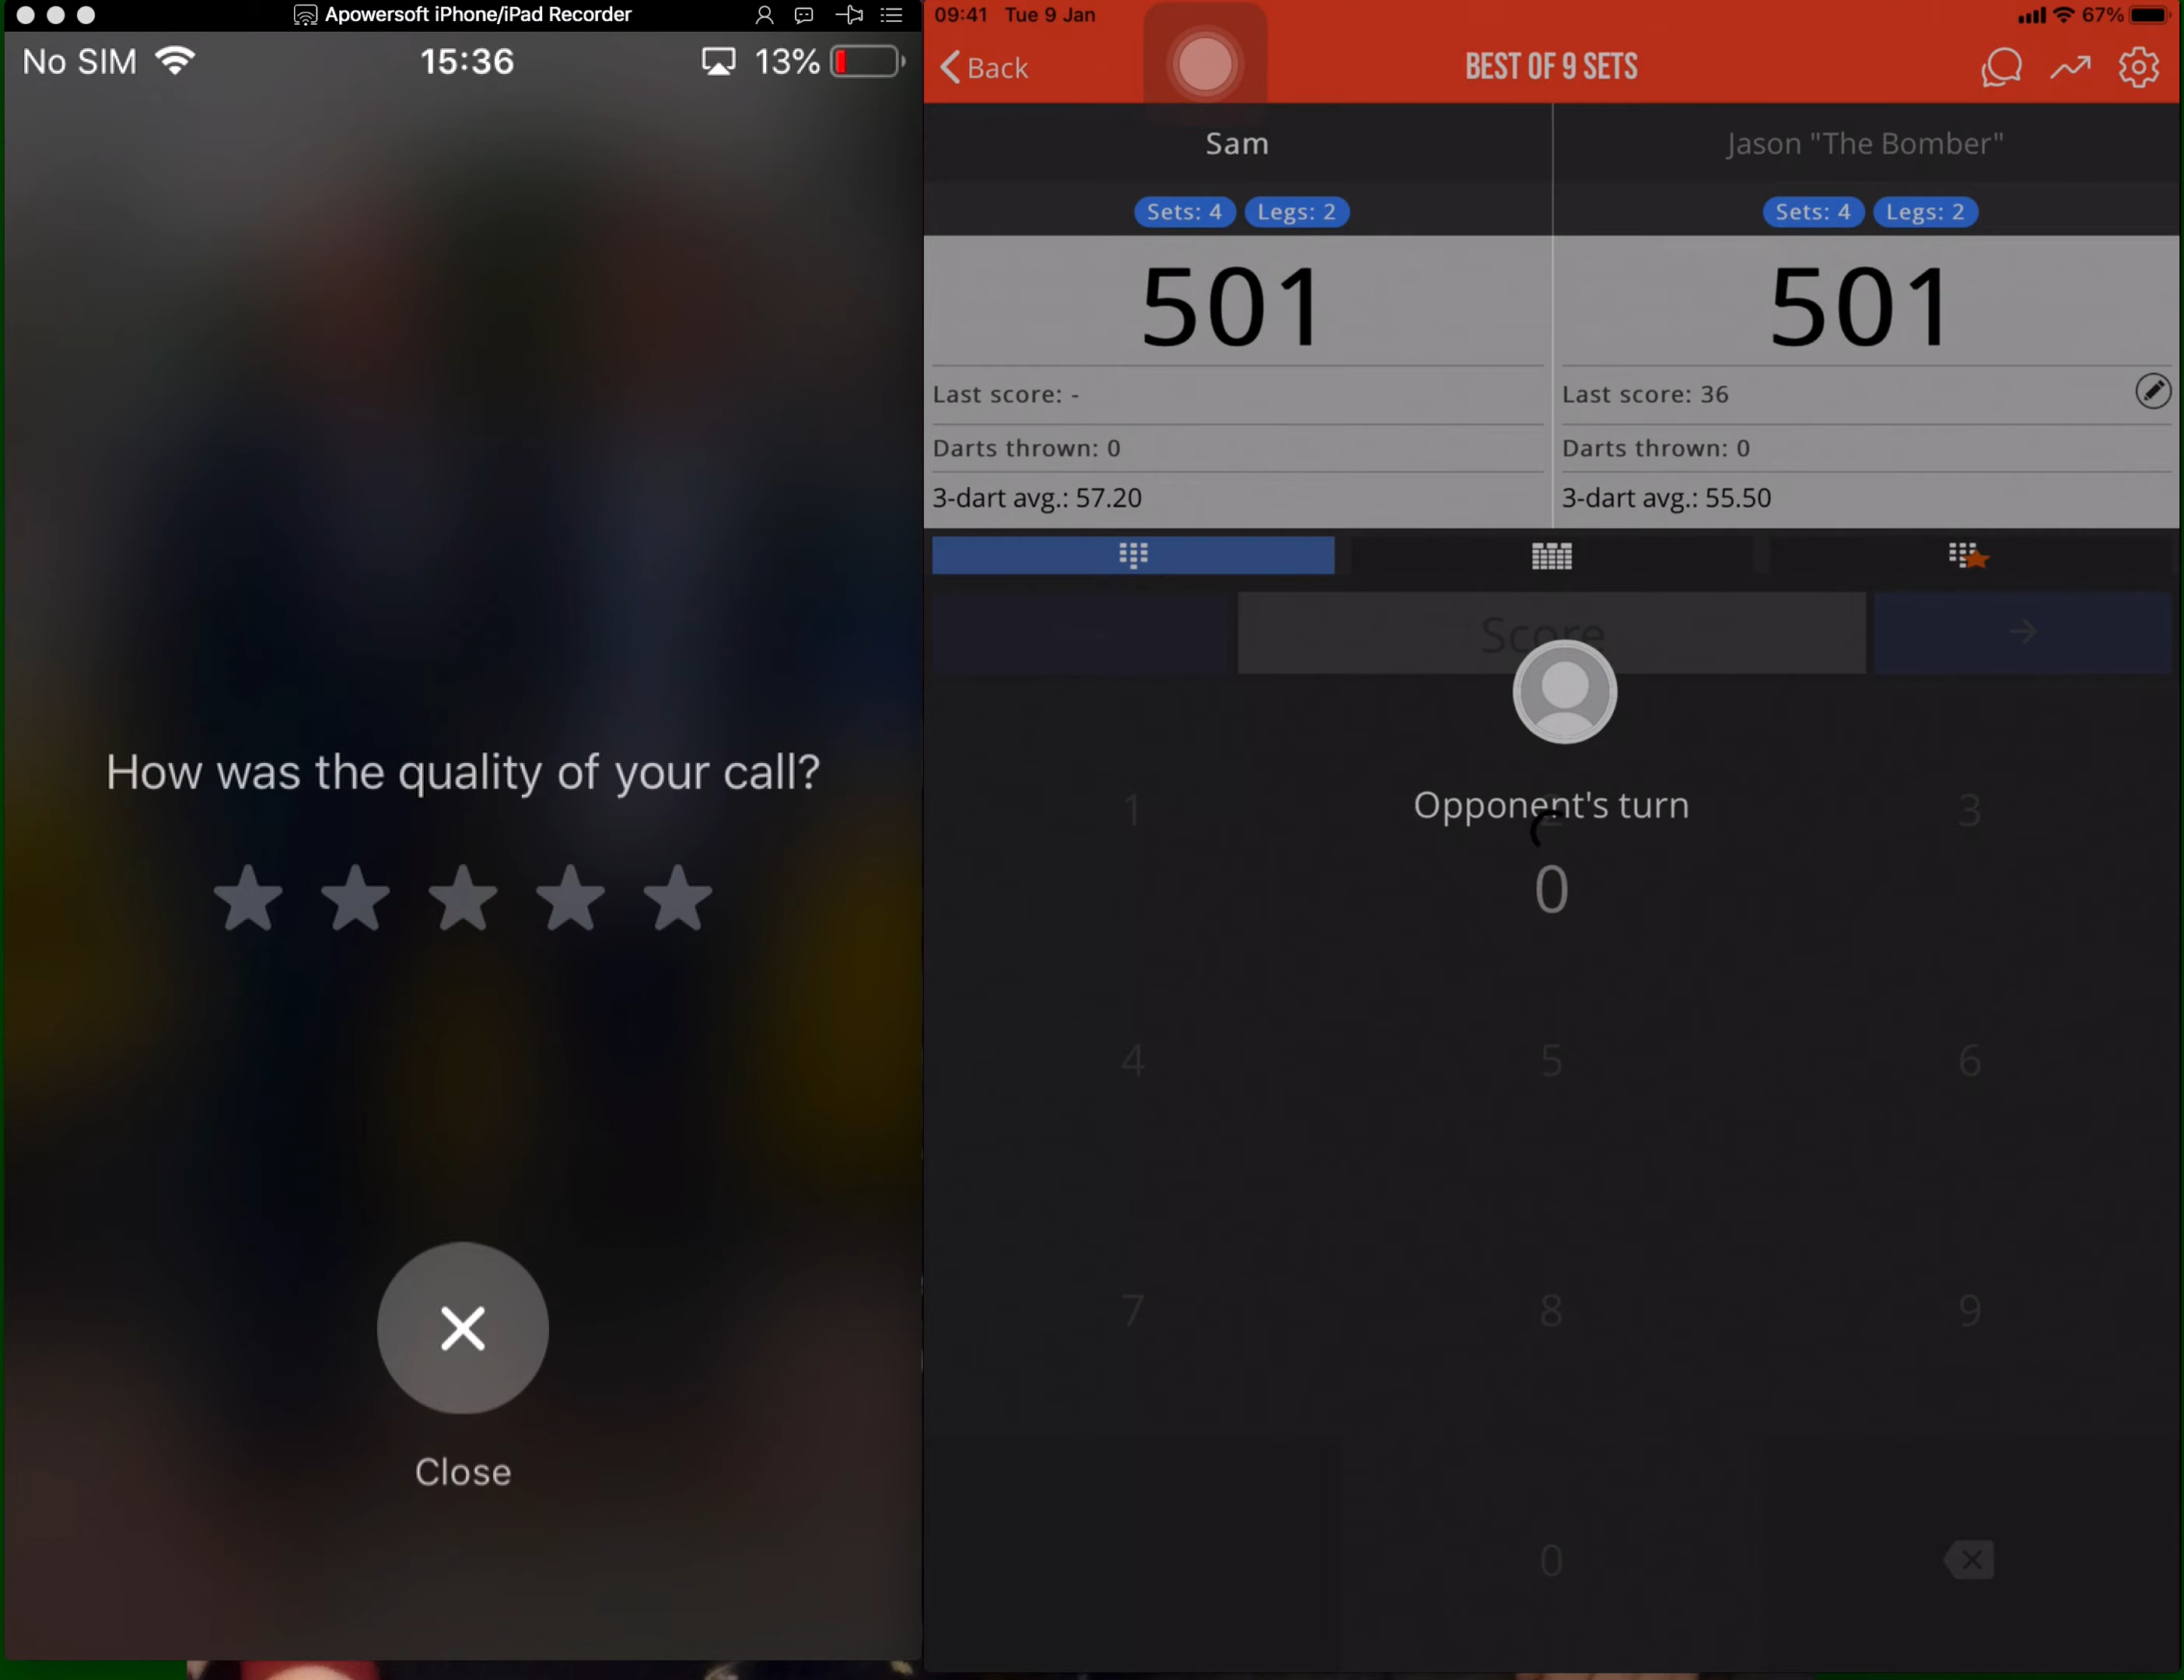 Apowersoft iPhone/iPad Recorder
No SIM 15:36 13%
How was the quality of your call?
Close
09:41 Tue 9 Jan 67%
Back BEST OF 9 SETS
Sam Jason "The Bomber"
Sets: 4 Legs: 2 Sets: 4 Legs: 2
501 501
Last score: - Last score: 36
Darts thrown: 0 Darts thrown: 0
3-dart avg.: 57.20 3-dart avg.: 55.50
Score
Opponent's turn
1 2 3
0
4 5 6
7 8 9
0